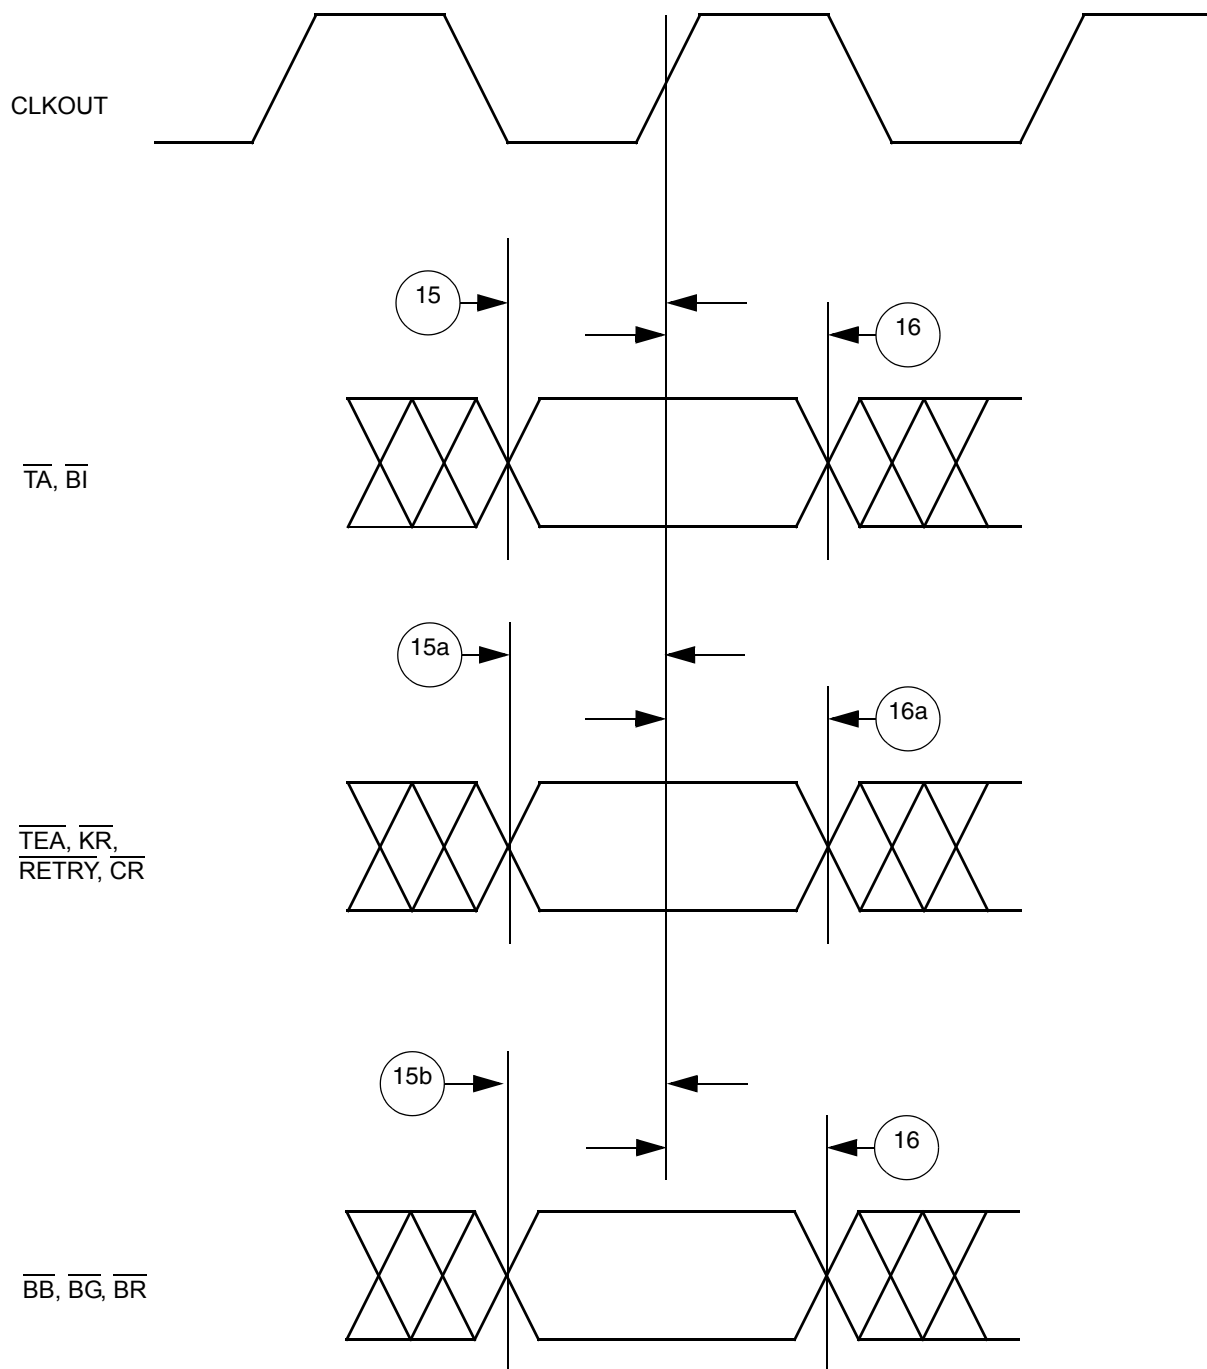 CLKOUT
15
16
TA, BI
15a
16a
TEA, KR,
RETRY, CR
15b
16
BB, BG, BR